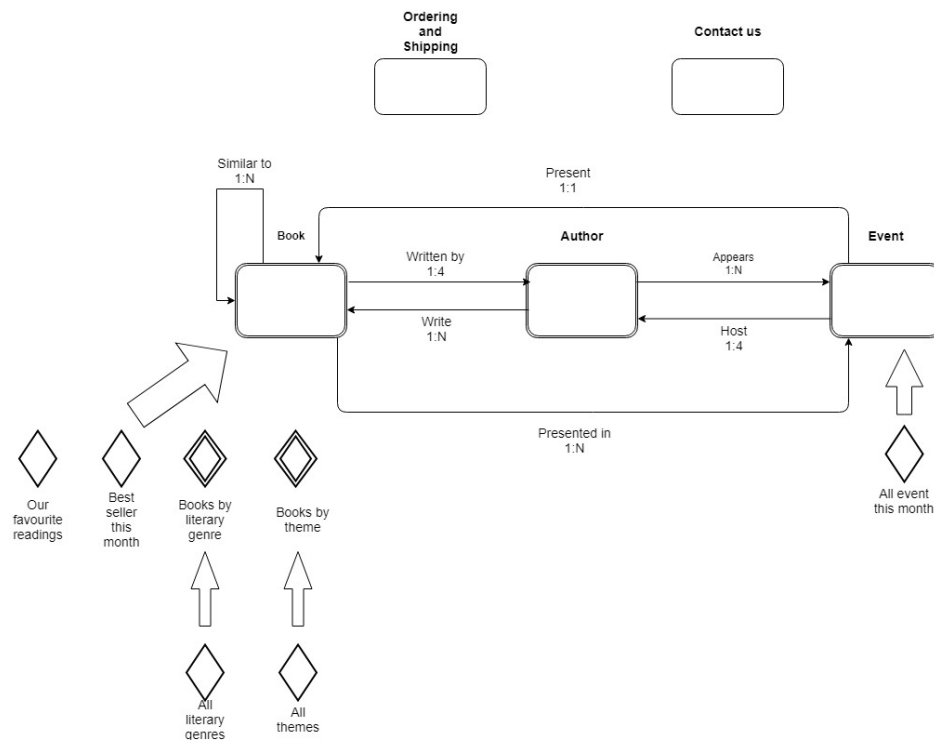 Ordering
and
Shipping
Contact us
Similar to
1:N
Present
1:1
Book
Author
Event
Written by
1:4
Appears
1:N
Write
1:N
Host
1:4
Presented in
1:N
Our
favourite
readings
Best
seller
this
month
Books by
literary
genre
Books by
theme
All event
this month
All
literary
genres
All
themes